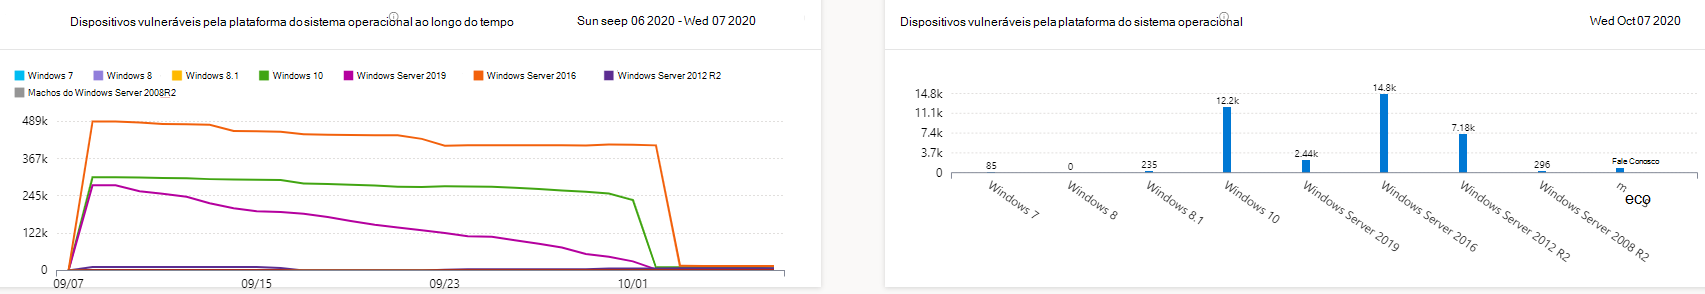 Dispositivos vulneráveis pela plataforma do sistema operacional ao longo do tempo
Sun seep 06 2020 - Wed 07 2020
Windows 7
Windows 8
Windows 8.1
Windows 10
Windows Server 2019
Windows Server 2016
Windows Server 2012 R2
Machos do Windows Server 2008R2
489k
367k
245k
122k
0
09/07
09/15
09/23
10/01
Dispositivos vulneráveis pela plataforma do sistema operacional
Wed Oct 07 2020
14.8k
11.1k
7.4k
3.7k
0
85
0
235
12.2k
2.44k
14.8k
7.18k
296
Fale Conosco
Windows 7
Windows 8
Windows 8.1
Windows 10
Windows Server 2019
Windows Server 2016
Windows Server 2012 R2
Windows Server 2008 R2
eco